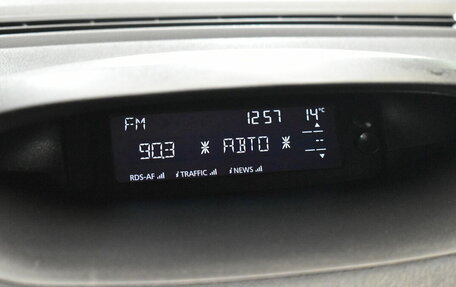 FM 12:57 14°C
90.3 * АВТО * --
RDS-AF i TRAFFIC i NEWS